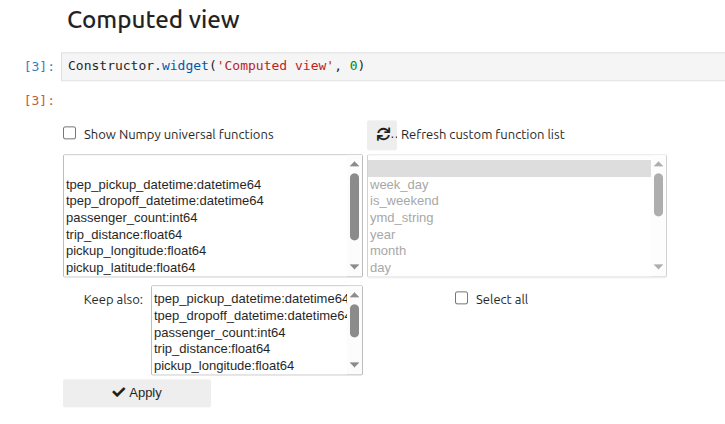 Computed view
[3]: Constructor.widget('Computed view', 0)
[3]:
Show Numpy universal functions
... Refresh custom function list
tpep_pickup_datetime:datetime64
tpep_dropoff_datetime:datetime64
passenger_count:int64
trip_distance:float64
pickup_longitude:float64
pickup_latitude:float64
week_day
is_weekend
ymd_string
year
month
day
Keep also:
tpep_pickup_datetime:datetime64
tpep_dropoff_datetime:datetime64
passenger_count:int64
trip_distance:float64
pickup_longitude:float64
Select all
Apply